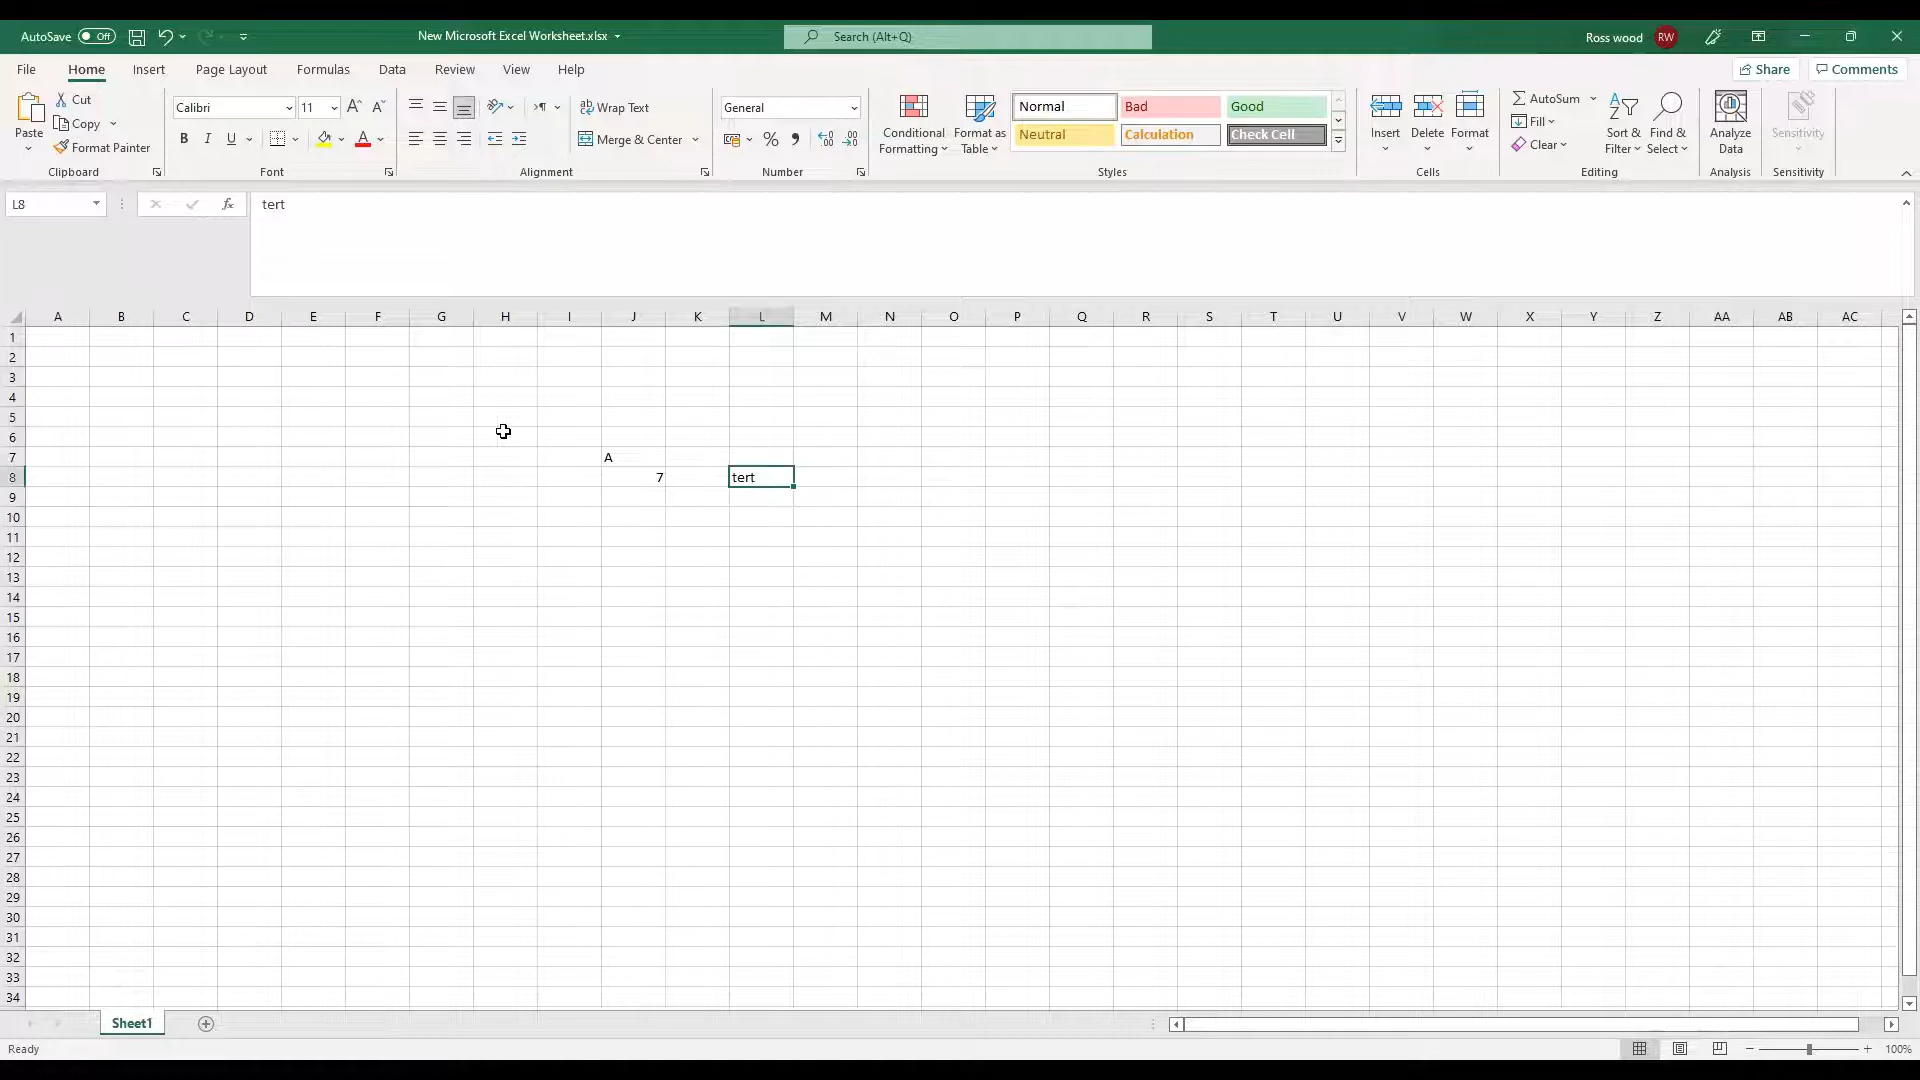 AutoSave Off New Microsoft Excel Worksheet.xlsx Search (Alt+Q) Ross wood RW
File Home Insert Page Layout Formulas Data Review View Help Share Comments
Paste Cut Copy Format Painter
Calibri 11 A A
B I U A
Wrap Text
Merge & Center
General
% ,
Conditional Formatting
Format as Table
Normal Bad Good
Neutral Calculation Check Cell
Insert Delete Format
AutoSum
Fill
Clear
Sort & Filter
Find & Select
Analyze Data
Sensitivity
Clipboard Font Alignment Number Styles Cells Editing Analysis Sensitivity
L8 fx tert
A B C D E F G H I J K L M N O P Q R S T U V W X Y Z AA AB AC
1
2
3
4
5
6
7 A
8 7 tert
9
10
11
12
13
14
15
16
17
18
19
20
21
22
23
24
25
26
27
28
29
30
31
32
33
34
Sheet1
Ready 100%